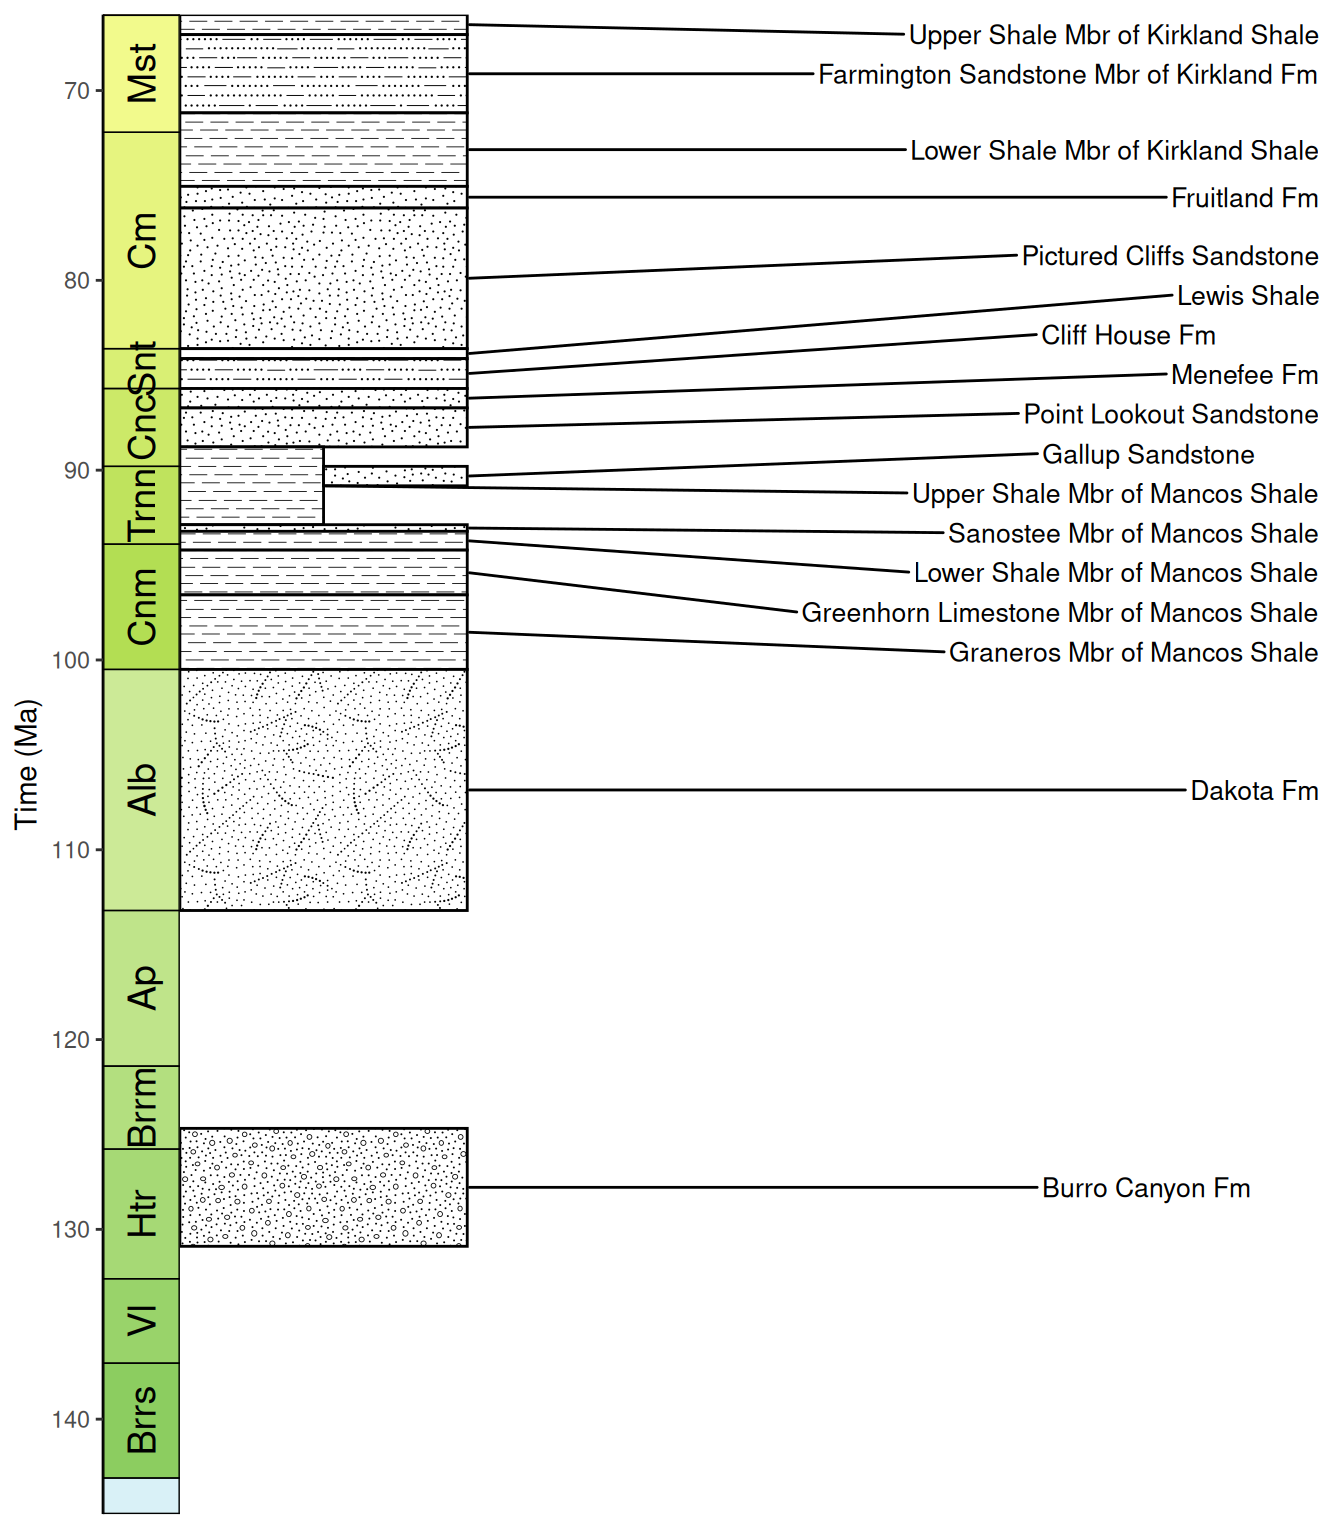 Time (Ma)
70
80
90
100
110
120
130
140
Mst
Cm
Snt
Cnc
Trnn
Cnm
Alb
Ap
Brrm
Htr
Vl
Brrs
Upper Shale Mbr of Kirkland Shale
Farmington Sandstone Mbr of Kirkland Fm
Lower Shale Mbr of Kirkland Shale
Fruitland Fm
Pictured Cliffs Sandstone
Lewis Shale
Cliff House Fm
Menefee Fm
Point Lookout Sandstone
Gallup Sandstone
Upper Shale Mbr of Mancos Shale
Sanostee Mbr of Mancos Shale
Lower Shale Mbr of Mancos Shale
Greenhorn Limestone Mbr of Mancos Shale
Graneros Mbr of Mancos Shale
Dakota Fm
Burro Canyon Fm